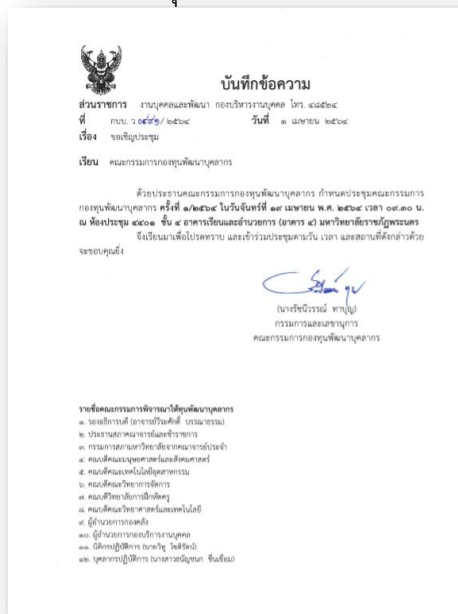 บันทึกข้อความ
ส่วนราชการ งานบุคคลและพัฒนา กองบริหารงานบุคคล โทร. ๔๘๕๒๔
ที่ กบบ. ว ๐๕๙๑/๒๕๖๔ วันที่ ๑ เมษายน ๒๕๖๔
เรื่อง ขอเชิญประชุม
เรียน คณะกรรมการกองทุนพัฒนาบุคลากร
ด้วยประธานคณะกรรมการกองทุนพัฒนาบุคลากร กำหนดประชุมคณะกรรมการ
กองทุนพัฒนาบุคลากร ครั้งที่ ๑/๒๕๖๔ ในวันจันทร์ที่ ๑๙ เมษายน พ.ศ. ๒๕๖๔ เวลา ๐๙.๓๐ น.
ณ ห้องประชุม ๔๔๐๑ ชั้น ๔ อาคารเรียนและอำนวยการ (อาคาร ๔) มหาวิทยาลัยราชภัฏพระนคร
จึงเรียนมาเพื่อโปรดทราบ และเข้าร่วมประชุมตามวัน เวลา และสถานที่ดังกล่าวด้วย
จะขอบคุณยิ่ง
(นางรัชนีวรรณ์ ทาบุญ)
กรรมการและเลขานุการ
คณะกรรมการกองทุนพัฒนาบุคลากร
รายชื่อคณะกรรมการพิจารณาให้ทุนพัฒนาบุคลากร
๑. รองอธิการบดี (อาจารย์วีระศักดิ์ บรรณาธรรม)
๒. ประธานสภาคณาจารย์และข้าราชการ
๓. กรรมการสภามหาวิทยาลัยจากคณาจารย์ประจำ
๔. คณบดีคณะมนุษยศาสตร์และสังคมศาสตร์
๕. คณบดีคณะเทคโนโลยีอุตสาหกรรม
๖. คณบดีคณะวิทยาการจัดการ
๗. คณบดีวิทยาลัยการฝึกหัดครู
๘. คณบดีคณะวิทยาศาสตร์และเทคโนโลยี
๙. ผู้อำนวยการกองคลัง
๑๐. ผู้อำนวยการกองบริหารงานบุคคล
๑๑. นิติกรปฏิบัติการ (นายวิทู โชติรัตน์)
๑๒. บุคลากรปฏิบัติการ (นางสาวธนัญชนก ชื่นเชื่อม)